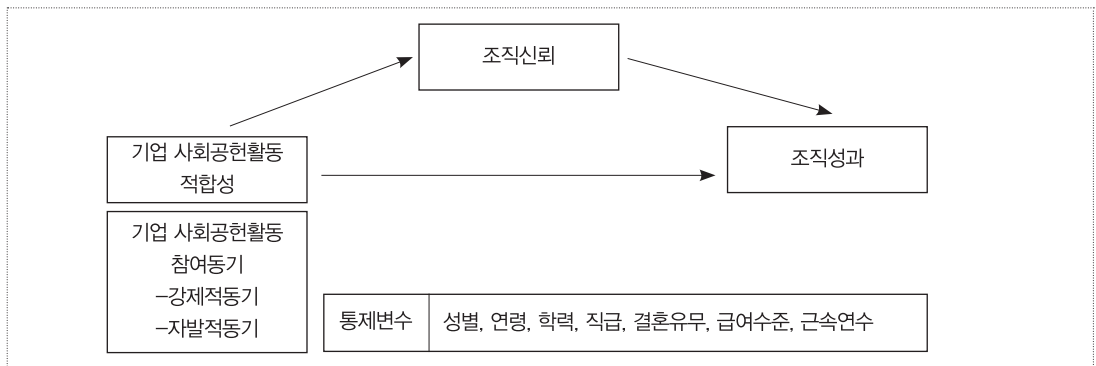 조직신뢰
기업 사회공헌활동
적합성
조직성과
기업 사회공헌활동
참여동기
–강제적동기
–자발적동기
통제변수 성별, 연령, 학력, 직급, 결혼유무, 급여수준, 근속연수